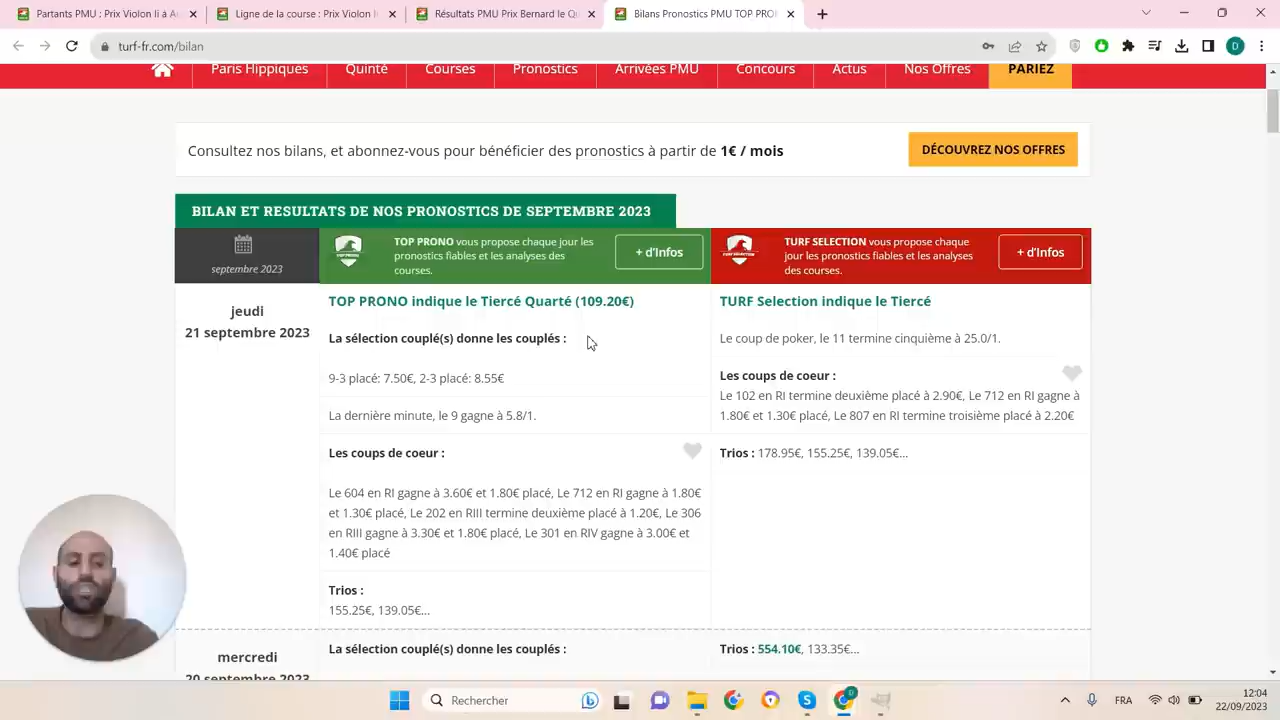 Partants PMU : Prix Violon Ii à A
Ligne de la course : Prix Violon I
Résultats PMU Prix Bernard le Q
Bilans Pronostics PMU TOP PRO
turf-fr.com/bilan
D
Paris Hippiques
Quinté
Courses
Pronostics
Arrivées PMU
Concours
Actus
Nos Offres
PARIEZ
Consultez nos bilans, et abonnez-vous pour bénéficier des pronostics à partir de 1€ / mois
DÉCOUVREZ NOS OFFRES
BILAN ET RESULTATS DE NOS PRONOSTICS DE SEPTEMBRE 2023
septembre 2023
TOP PRONO vous propose chaque jour les
pronostics fiables et les analyses des
courses.
+ d'Infos
TURF SELECTION vous propose chaque
jour les pronostics fiables et les analyses
des courses.
+ d'Infos
jeudi
21 septembre 2023
TOP PRONO indique le Tiercé Quarté (109.20€)
La sélection couplé(s) donne les couplés :
9-3 placé: 7.50€, 2-3 placé: 8.55€
La dernière minute, le 9 gagne à 5.8/1.
Les coups de coeur :
Le 604 en RI gagne à 3.60€ et 1.80€ placé, Le 712 en RI gagne à 1.80€
et 1.30€ placé, Le 202 en RIII termine deuxième placé à 1.20€, Le 306
en RIII gagne à 3.30€ et 1.80€ placé, Le 301 en RIV gagne à 3.00€ et
1.40€ placé
Trios :
155.25€, 139.05€...
TURF Selection indique le Tiercé
Le coup de poker, le 11 termine cinquième à 25.0/1.
Les coups de coeur :
Le 102 en RI termine deuxième placé à 2.90€, Le 712 en RI gagne à
1.80€ et 1.30€ placé, Le 807 en RI termine troisième placé à 2.20€
Trios : 178.95€, 155.25€, 139.05€...
mercredi
20 septembre 2023
La sélection couplé(s) donne les couplés :
Trios : 554.10€, 133.35€...
Rechercher
FRA
12:04
22/09/2023